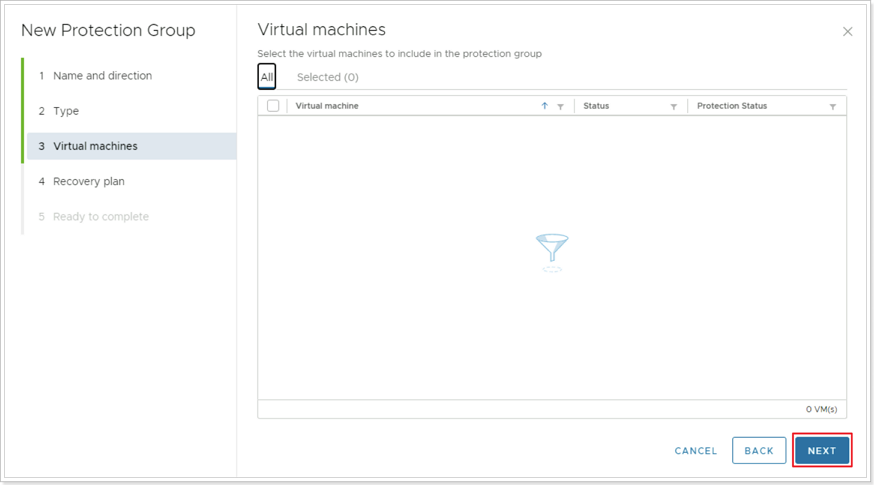 New Protection Group
1 Name and direction
2 Type
3 Virtual machines
4 Recovery plan
5 Ready to complete
Virtual machines
Select the virtual machines to include in the protection group
All Selected (0)
Virtual machine Status Protection Status
0 VM(s)
CANCEL BACK NEXT